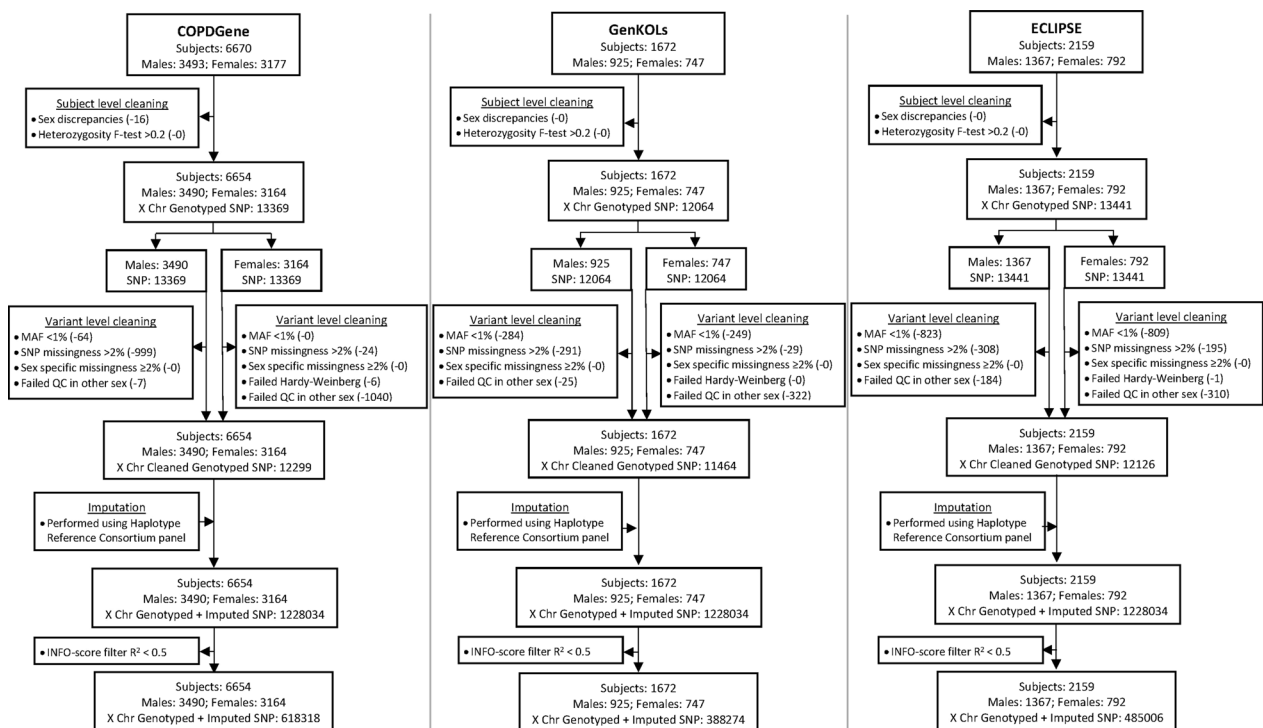 COPDGene
Subjects: 6670
Males: 3493; Females: 3177
Subject level cleaning
• Sex discrepancies (-16)
• Heterozygosity F-test >0.2 (-0)
Subjects: 6654
Males: 3490; Females: 3164
X Chr Genotyped SNP: 13369
Males: 3490
SNP: 13369
Females: 3164
SNP: 13369
Variant level cleaning
• MAF <1% (-64)
• SNP missingness >2% (-999)
• Sex specific missingness ≥2% (-0)
• Failed QC in other sex (-7)
Variant level cleaning
• MAF <1% (-0)
• SNP missingness >2% (-24)
• Sex specific missingness ≥2% (-0)
• Failed Hardy-Weinberg (-6)
• Failed QC in other sex (-1040)
Subjects: 6654
Males: 3490; Females: 3164
X Chr Cleaned Genotyped SNP: 12299
Imputation
• Performed using Haplotype
Reference Consortium panel
Subjects: 6654
Males: 3490; Females: 3164
X Chr Genotyped + Imputed SNP: 1228034
• INFO-score filter R² < 0.5
Subjects: 6654
Males: 3490; Females: 3164
X Chr Genotyped + Imputed SNP: 618318
GenKOLs
Subjects: 1672
Males: 925; Females: 747
Subject level cleaning
• Sex discrepancies (-0)
• Heterozygosity F-test >0.2 (-0)
Subjects: 1672
Males: 925; Females: 747
X Chr Genotyped SNP: 12064
Males: 925
SNP: 12064
Females: 747
SNP: 12064
Variant level cleaning
• MAF <1% (-284)
• SNP missingness >2% (-291)
• Sex specific missingness ≥2% (-0)
• Failed QC in other sex (-25)
Variant level cleaning
• MAF <1% (-249)
• SNP missingness >2% (-29)
• Sex specific missingness ≥2% (-0)
• Failed Hardy-Weinberg (-0)
• Failed QC in other sex (-322)
Subjects: 1672
Males: 925; Females: 747
X Chr Cleaned Genotyped SNP: 11464
Imputation
• Performed using Haplotype
Reference Consortium panel
Subjects: 1672
Males: 925; Females: 747
X Chr Genotyped + Imputed SNP: 1228034
• INFO-score filter R² < 0.5
Subjects: 1672
Males: 925; Females: 747
X Chr Genotyped + Imputed SNP: 388274
ECLIPSE
Subjects: 2159
Males: 1367; Females: 792
Subject level cleaning
• Sex discrepancies (-0)
• Heterozygosity F-test >0.2 (-0)
Subjects: 2159
Males: 1367; Females: 792
X Chr Genotyped SNP: 13441
Males: 1367
SNP: 13441
Females: 792
SNP: 13441
Variant level cleaning
• MAF <1% (-823)
• SNP missingness >2% (-308)
• Sex specific missingness ≥2% (-0)
• Failed QC in other sex (-184)
Variant level cleaning
• MAF <1% (-809)
• SNP missingness >2% (-195)
• Sex specific missingness ≥2% (-0)
• Failed Hardy-Weinberg (-1)
• Failed QC in other sex (-310)
Subjects: 2159
Males: 1367; Females: 792
X Chr Cleaned Genotyped SNP: 12126
Imputation
• Performed using Haplotype
Reference Consortium panel
Subjects: 2159
Males: 1367; Females: 792
X Chr Genotyped + Imputed SNP: 1228034
• INFO-score filter R² < 0.5
Subjects: 2159
Males: 1367; Females: 792
X Chr Genotyped + Imputed SNP: 485006